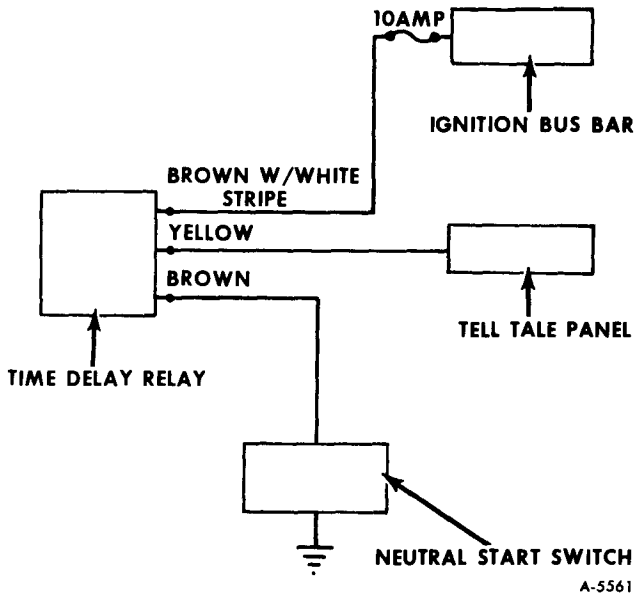 10AMP
IGNITION BUS BAR
BROWN W/WHITE
STRIPE
YELLOW
BROWN
TELL TALE PANEL
TIME DELAY RELAY
NEUTRAL START SWITCH
A-5561